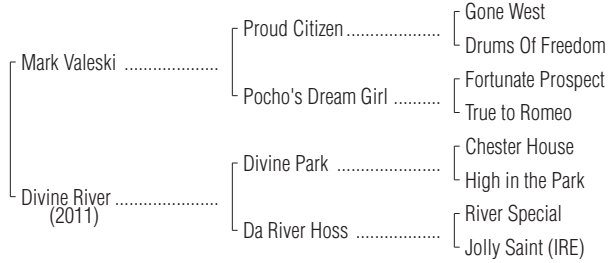 Gone West
Proud Citizen ....................
Drums Of Freedom
Mark Valeski ....................
Fortunate Prospect
Pocho's Dream Girl ..........
True to Romeo
Chester House
Divine Park ......................
High in the Park
Divine River ......................
(2011)
River Special
Da River Hoss ..................
Jolly Saint (IRE)